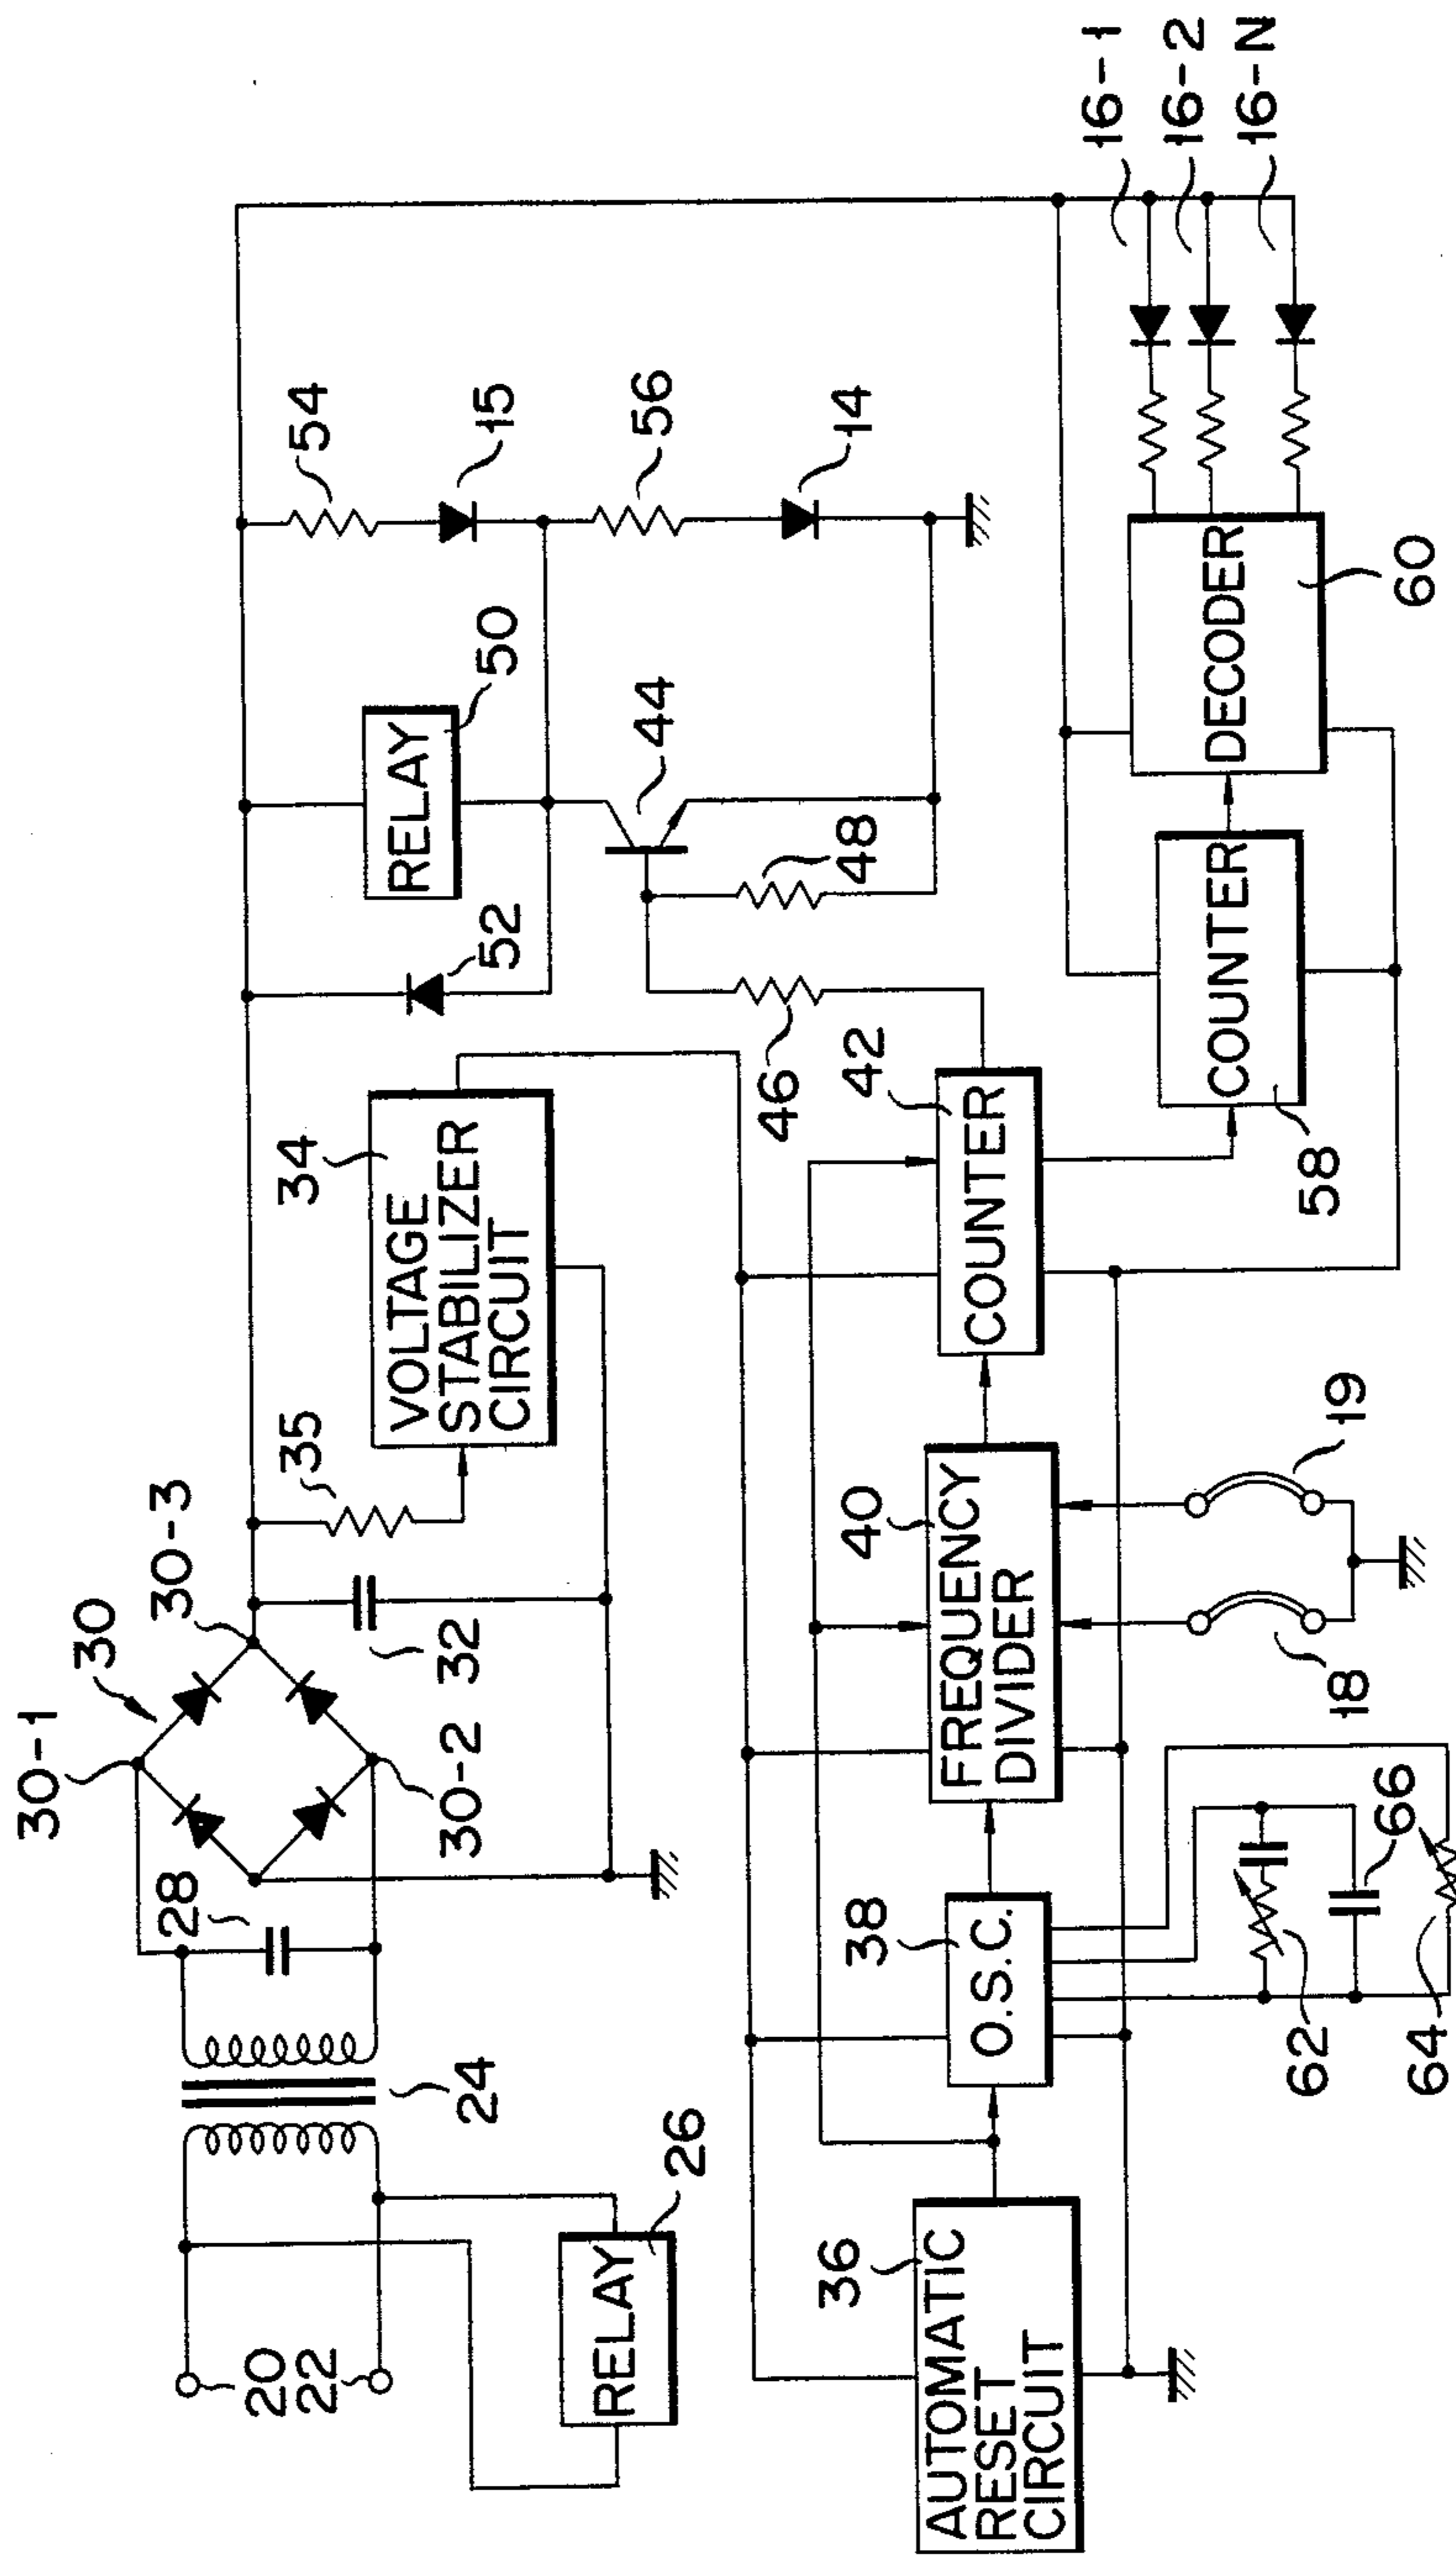 30-1
30
30-3
28
30-2
32
35
34
VOLTAGE
STABILIZER
CIRCUIT
24
20
22
RELAY
26
52
RELAY
50
54
15
56
14
44
48
46
36
AUTOMATIC
RESET
CIRCUIT
38
O.S.C.
40
FREQUENCY
DIVIDER
42
COUNTER
62
66
64
18
19
COUNTER
58
DECODER
60
16-1
16-2
16-N